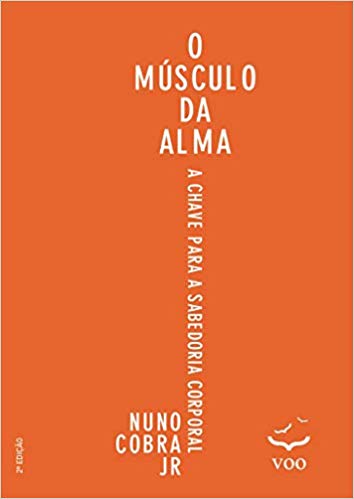 O
MÚSCULO
DA
ALMA
A CHAVE PARA A SABEDORIA CORPORAL
NUNO
COBRA
JR
VOO
2ª EDIÇÃO